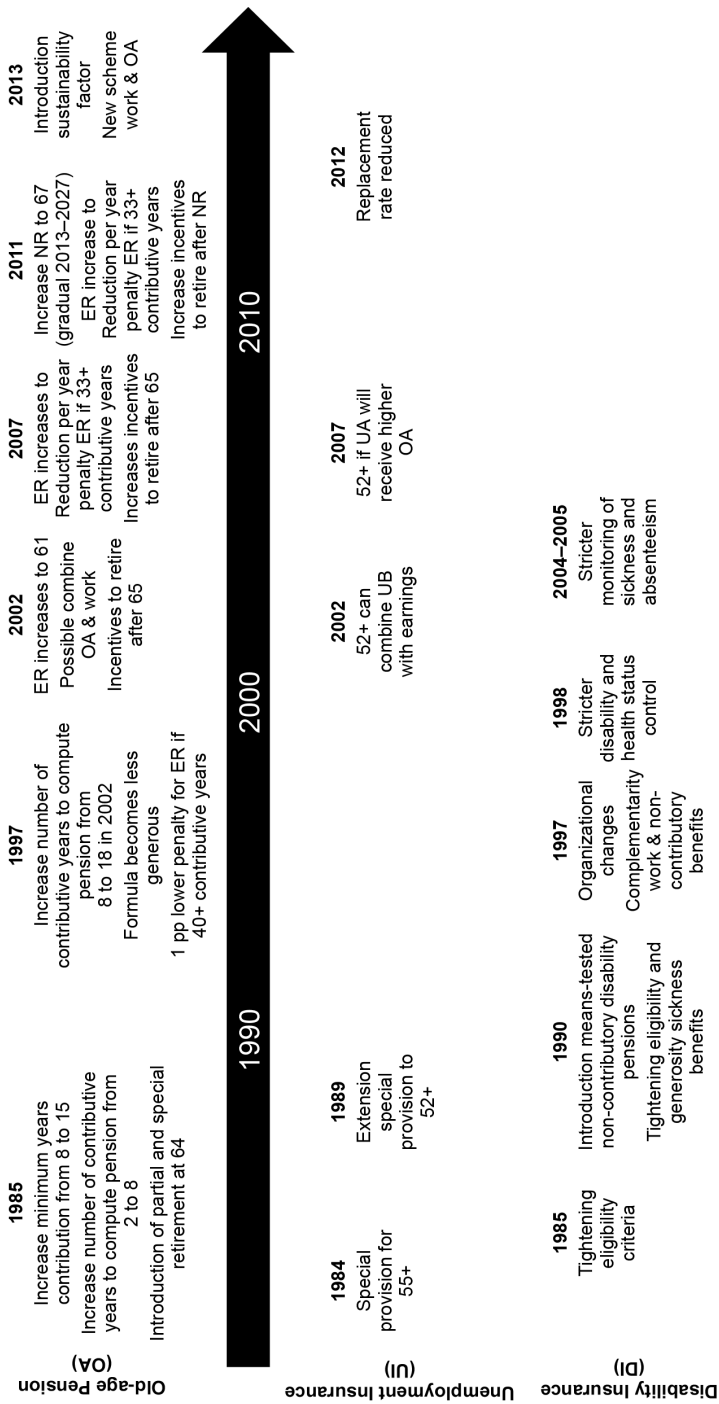 Old-age Pension
(OA)
1985
Increase minimum years
contribution from 8 to 15
Increase number of contributive
years to compute pension from
2 to 8
Introduction of partial and special
retirement at 64
1997
Increase number of
contributive years to compute
pension from
8 to 18 in 2002
Formula becomes less
generous
1 pp lower penalty for ER if
40+ contributive years
2002
ER increases to 61
Possible combine
OA & work
Incentives to retire
after 65
2007
ER increases to
Reduction per year
penalty ER if 33+
contributive years
Increases incentives
to retire after 65
2011
Increase NR to 67
(gradual 2013–2027)
ER increase to
Reduction per year
penalty ER if 33+
contributive years
Increase incentives
to retire after NR
2013
Introduction
sustainability
factor
New scheme
work & OA
1990
2000
2010
Unemployment Insurance
(UI)
1984
Special
provision for
55+
1989
Extension
special
provision to
52+
2002
52+ can
combine UB
with earnings
2007
52+ if UA will
receive higher
OA
2012
Replacement
rate reduced
Disability Insurance
(DI)
1985
Tightening
eligibility
criteria
1990
Introduction means-tested
non-contributory disability
pensions
Tightening eligibility and
generosity sickness
benefits
1997
Organizational
changes
Complementarity
work & non-
contributory
benefits
1998
Stricter
disability and
health status
control
2004–2005
Stricter
monitoring of
sickness and
absenteeism